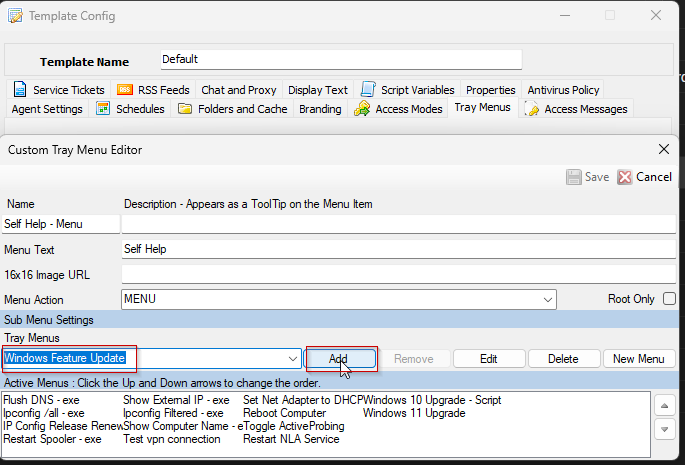 Template Config
Template Name Default
Service Tickets RSS Feeds Chat and Proxy Display Text Script Variables Properties Antivirus Policy
Agent Settings Schedules Folders and Cache Branding Access Modes Tray Menus Access Messages
Custom Tray Menu Editor
Save Cancel
Name Description - Appears as a ToolTip on the Menu Item
Self Help - Menu
Menu Text Self Help
16x16 Image URL
Menu Action MENU Root Only
Sub Menu Settings
Tray Menus
Windows Feature Update Add Remove Edit Delete New Menu
Active Menus : Click the Up and Down arrows to change the order.
Flush DNS - exe Show External IP - exe Set Net Adapter to DHCP Windows 10 Upgrade - Script
Ipconfig /all - exe Ipconfig Filtered - exe Reboot Computer Windows 11 Upgrade
IP Config Release Renew Show Computer Name - e Toggle ActiveProbing
Restart Spooler - exe Test vpn connection Restart NLA Service